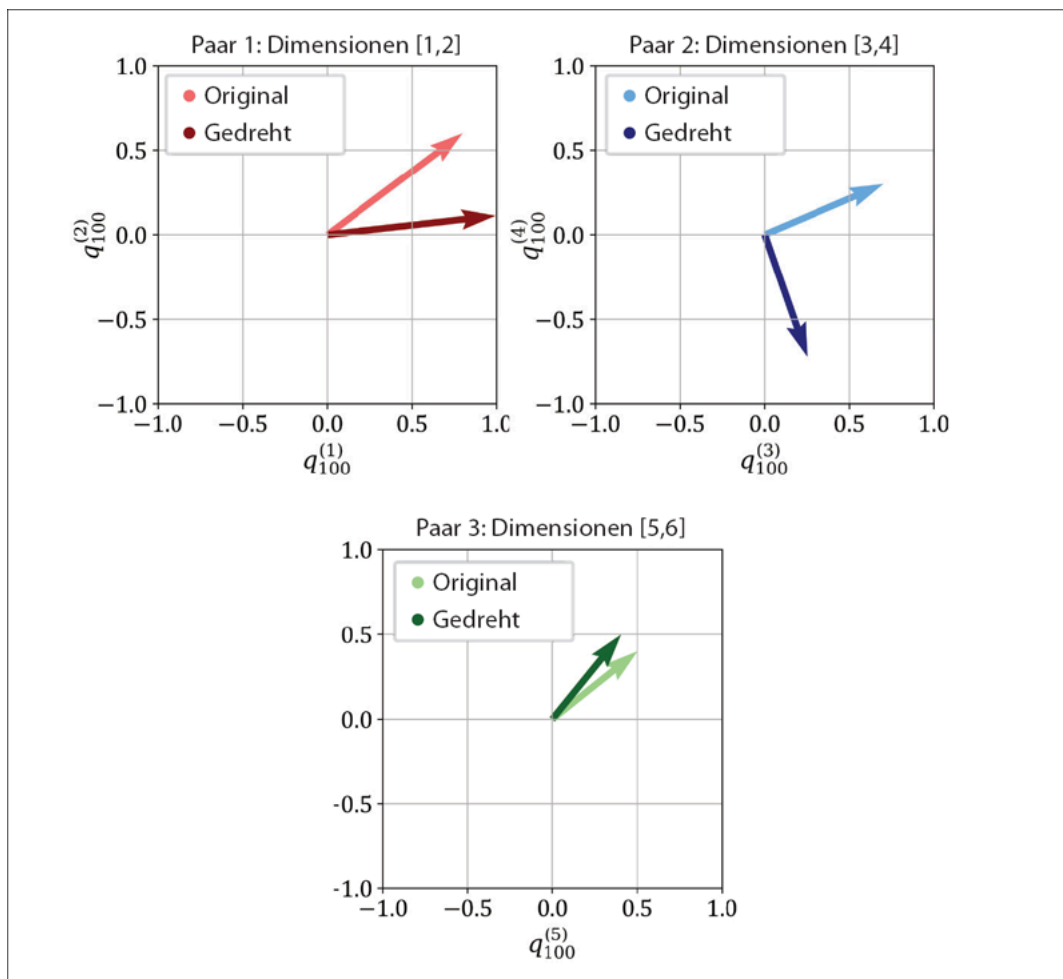 Paar 1: Dimensionen [1,2]
1.0
0.5
0.0
−0.5
−1.0
Original
Gedreht
q_{100}^{(2)}
−1.0 −0.5 0.0 0.5 1.0
q_{100}^{(1)}
Paar 2: Dimensionen [3,4]
1.0
0.5
0.0
−0.5
−1.0
Original
Gedreht
q_{100}^{(4)}
−1.0 −0.5 0.0 0.5 1.0
q_{100}^{(3)}
Paar 3: Dimensionen [5,6]
1.0
0.5
0.0
-0.5
-1.0
Original
Gedreht
−1.0 −0.5 0.0 0.5 1.0
q_{100}^{(5)}